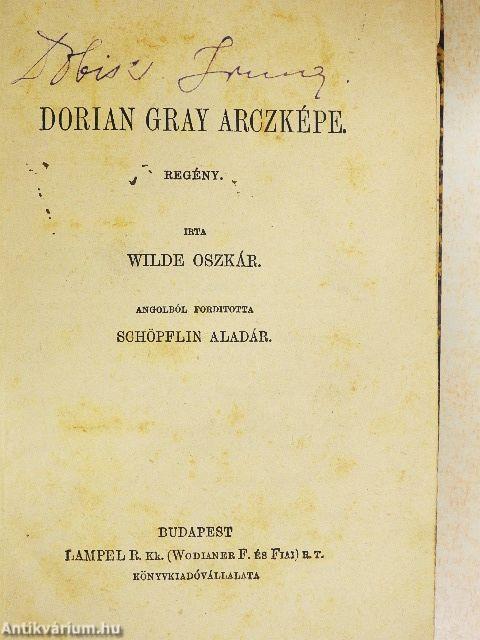 DORIAN GRAY ARCZKÉPE.
REGÉNY.
IRTA
WILDE OSZKÁR.
ANGOLBÓL FORDITOTTA
SCHÖPFLIN ALADÁR.
BUDAPEST
LAMPEL R. KK. (WODIANER F. ÉS FIAI) R. T.
KÖNYVKIADÓVÁLLALATA
Antikvárium.hu